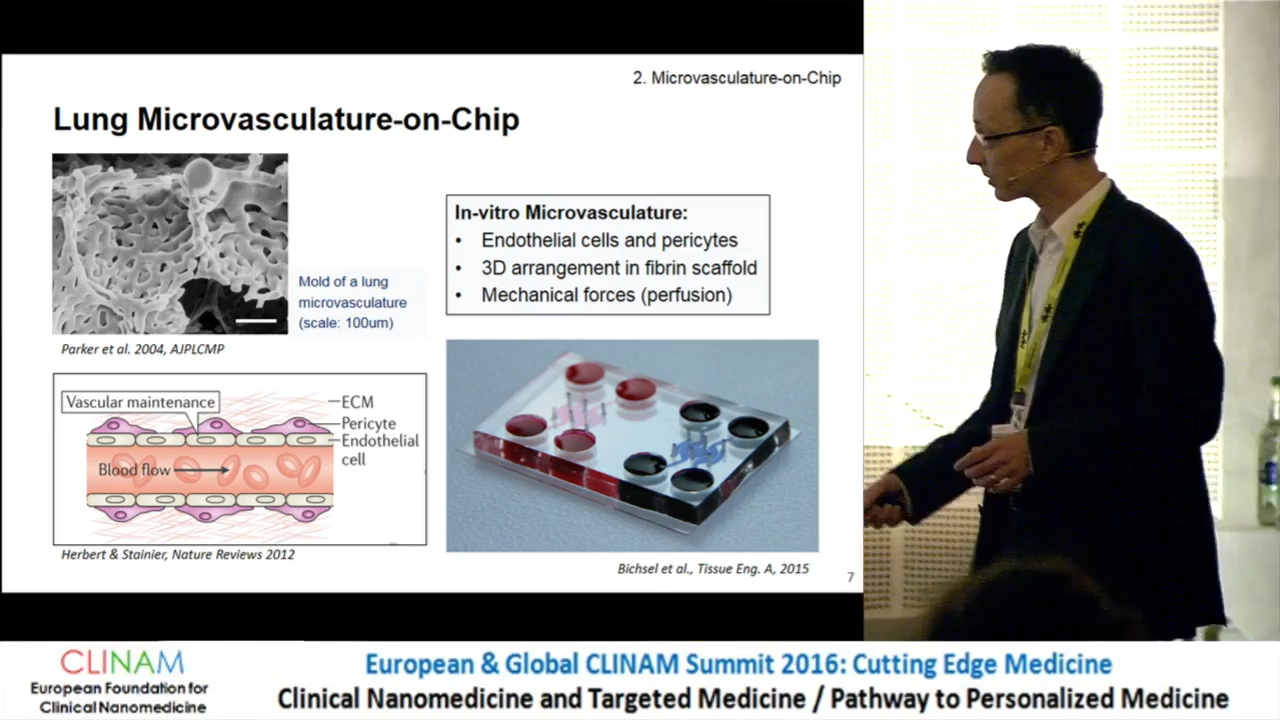 2. Microvasculature-on-Chip
Lung Microvasculature-on-Chip
Mold of a lung
microvasculature
(scale: 100um)
Parker et al. 2004, AJPLCMP
In-vitro Microvasculature:
• Endothelial cells and pericytes
• 3D arrangement in fibrin scaffold
• Mechanical forces (perfusion)
Vascular maintenance
ECM
Pericyte
Endothelial
cell
Blood flow
Herbert & Stainier, Nature Reviews 2012
Bichsel et al., Tissue Eng. A, 2015
7
CLINAM
European Foundation for
Clinical Nanomedicine
European & Global CLINAM Summit 2016: Cutting Edge Medicine
Clinical Nanomedicine and Targeted Medicine / Pathway to Personalized Medicine